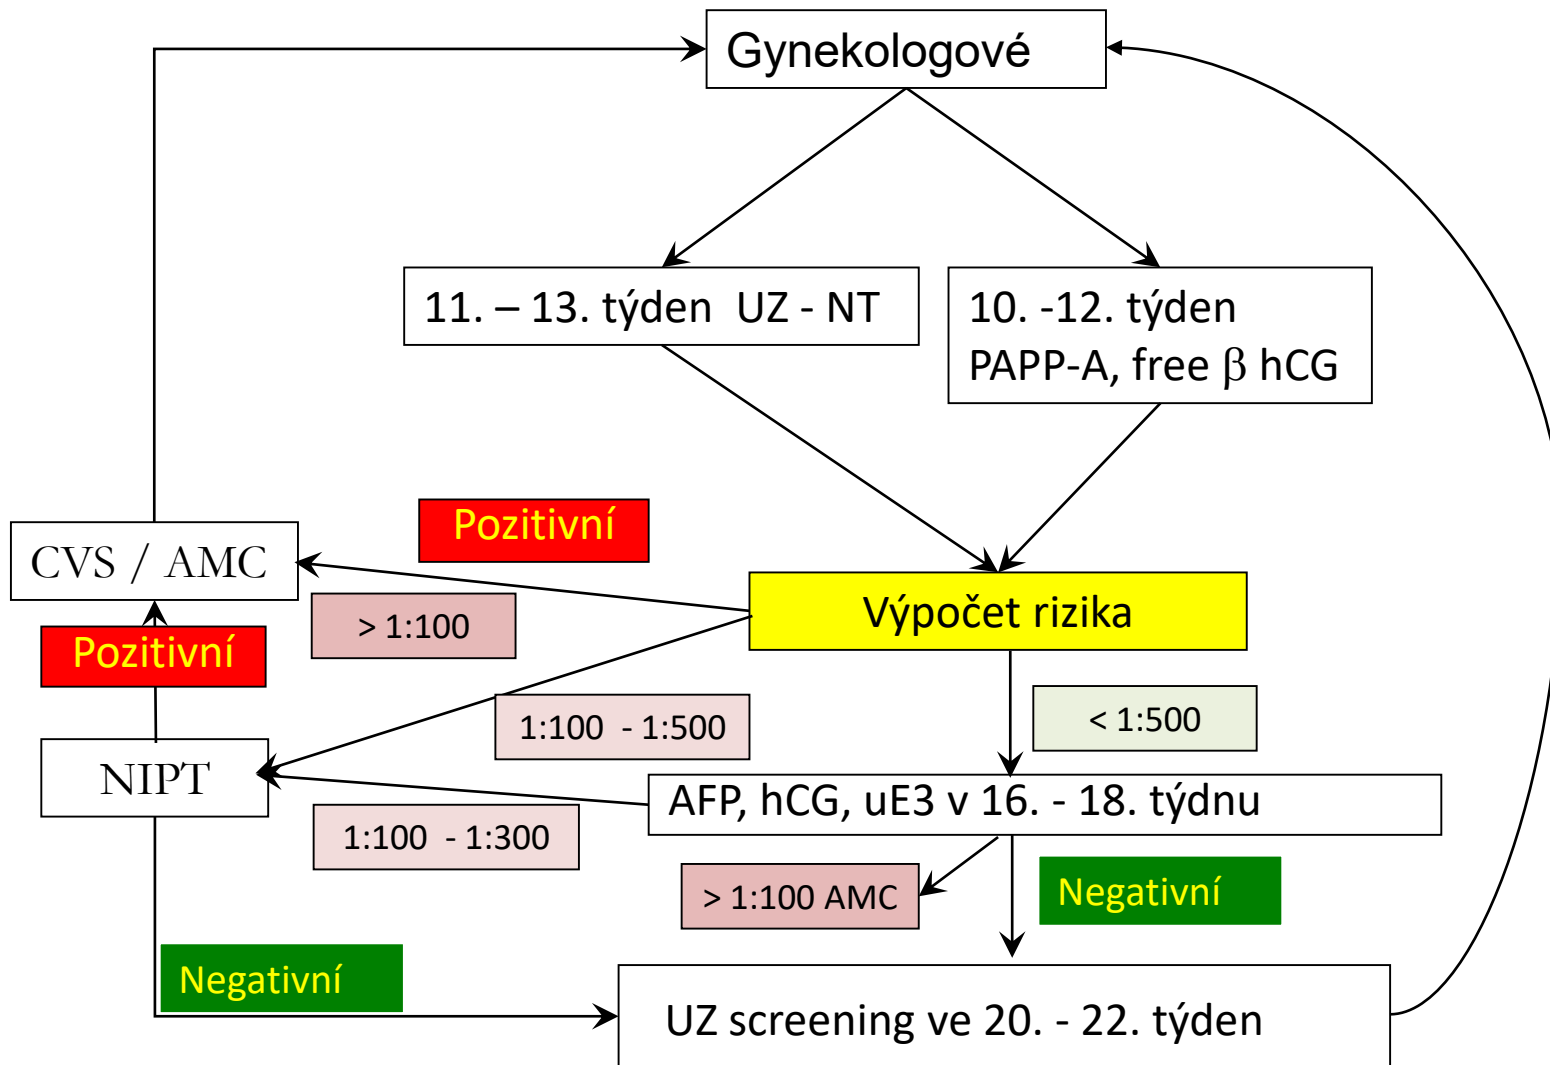 Gynekologové
11. – 13. týden  UZ - NT
10. -12. týden
PAPP-A, free β hCG
Pozitivní
CVS / AMC
> 1:100
Výpočet rizika
Pozitivní
1:100  - 1:500
< 1:500
NIPT
AFP, hCG, uE3 v 16. - 18. týdnu
1:100  - 1:300
> 1:100 AMC
Negativní
Negativní
UZ screening ve 20. - 22. týden